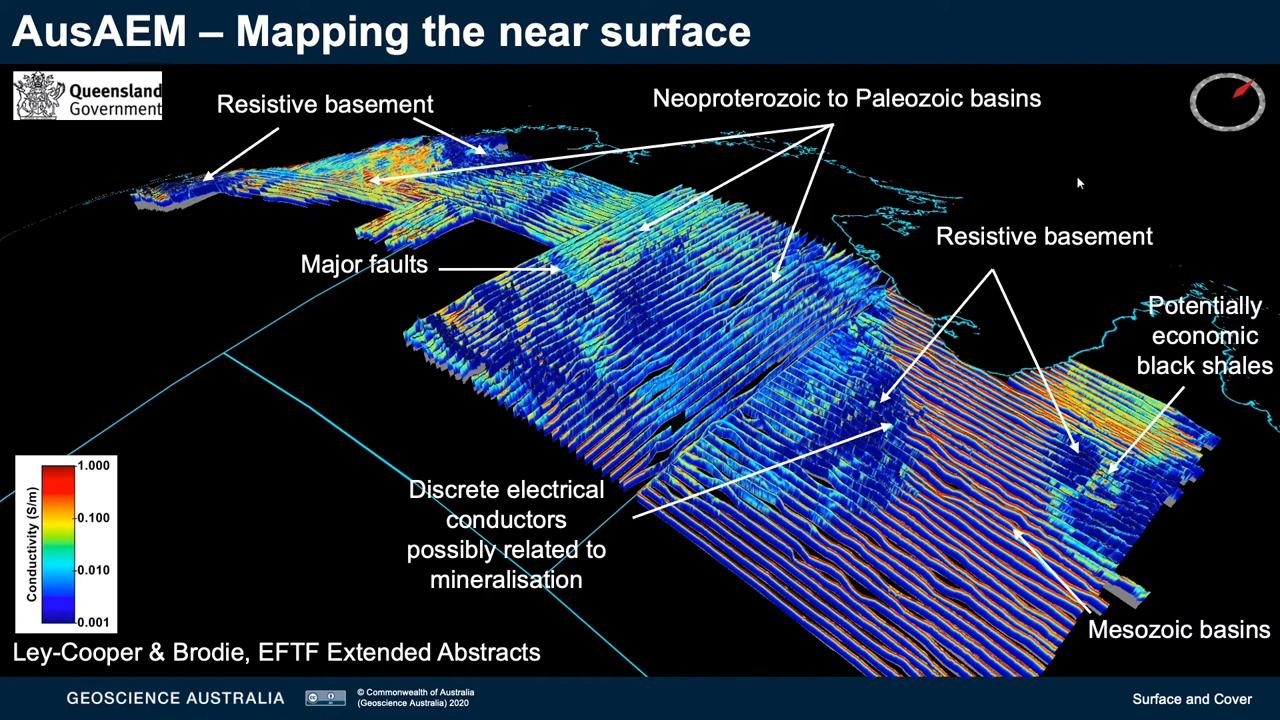 AusAEM – Mapping the near surface
Queensland
Government
Resistive basement
Neoproterozoic to Paleozoic basins
Resistive basement
Major faults
Potentially
economic
black shales
Discrete electrical
conductors
possibly related to
mineralisation
Mesozoic basins
Conductivity (S/m)
1.000
0.100
0.010
0.001
Ley-Cooper & Brodie, EFTF Extended Abstracts
GEOSCIENCE AUSTRALIA
© Commonwealth of Australia
(Geoscience Australia) 2020
Surface and Cover